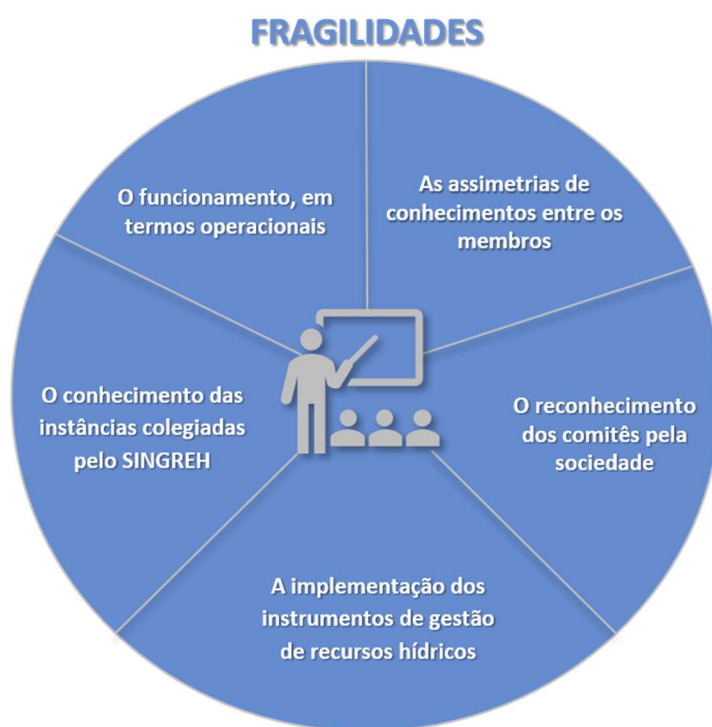 FRAGILIDADES
O funcionamento, em
termos operacionais
As assimetrias de
conhecimentos entre os
membros
O conhecimento das
instâncias colegiadas
pelo SINGREH
O reconhecimento
dos comitês pela
sociedade
A implementação dos
instrumentos de gestão
de recursos hídricos